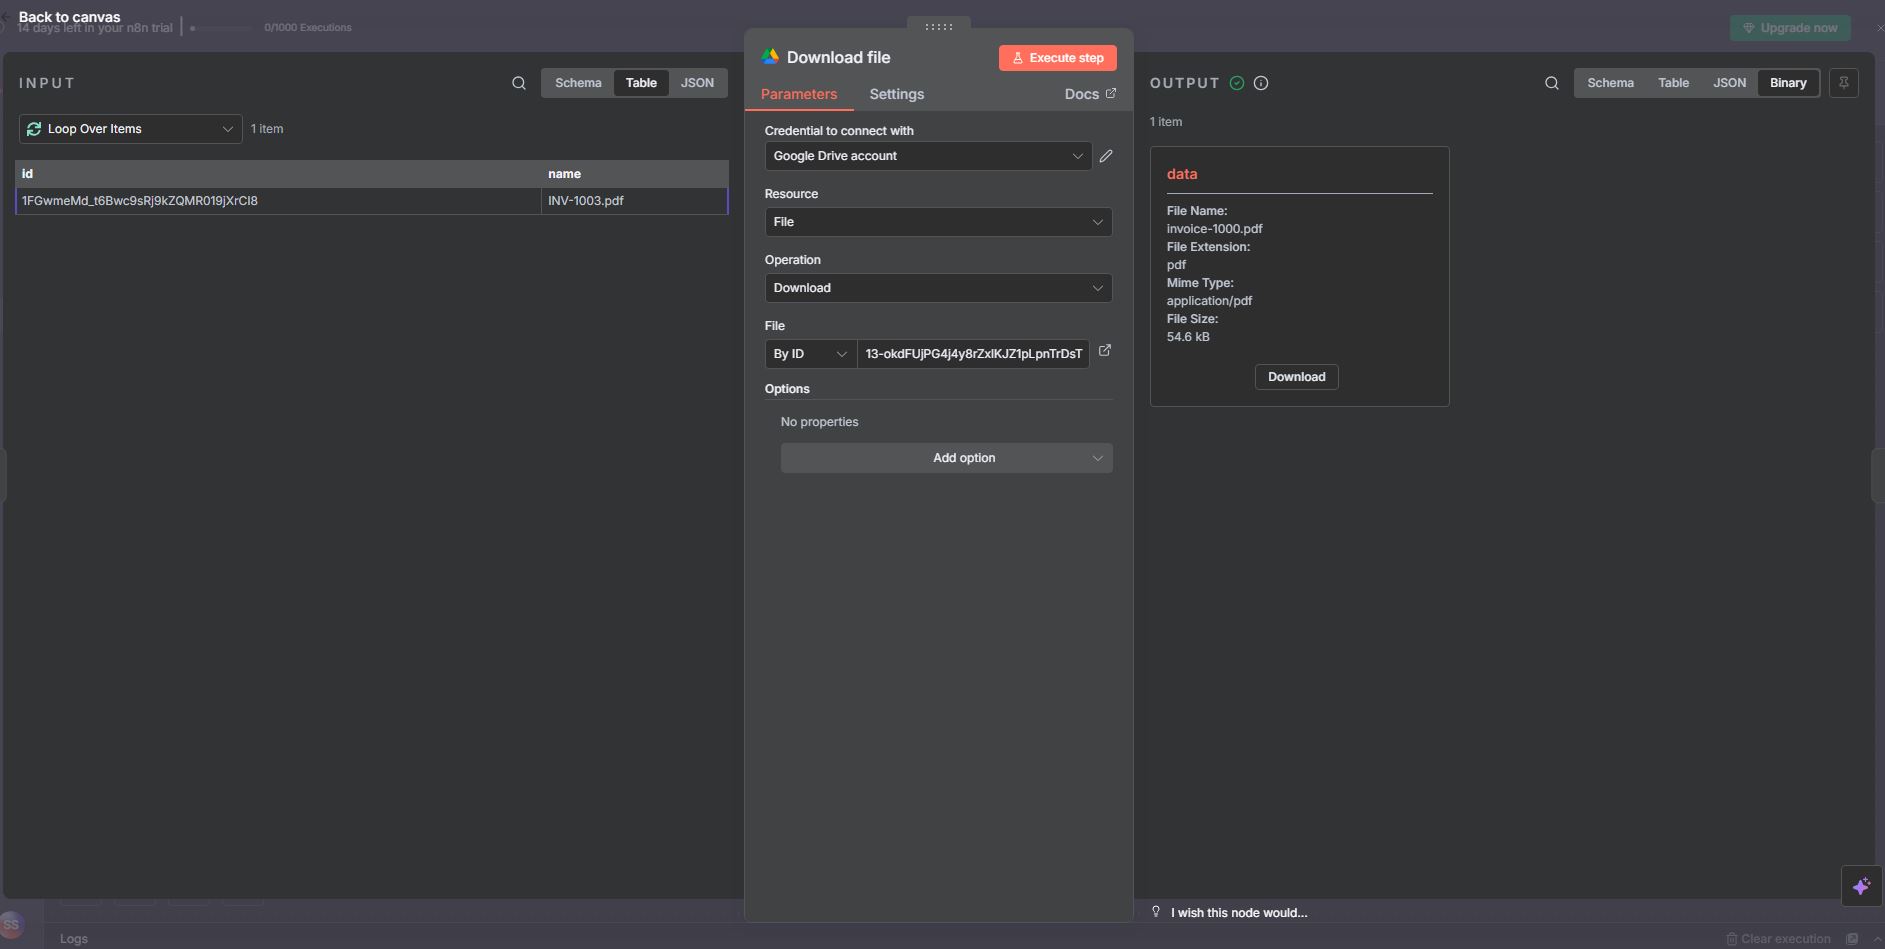 Back to canvas
14 days left in your n8n trial
0/1000 Executions
Upgrade now
INPUT
Schema
Table
JSON
Loop Over Items
1 item
id
name
1FGwmeMd_t6Bwc9sRj9kZQMR019jXrCI8
INV-1003.pdf
Download file
Execute step
Parameters
Settings
Docs
Credential to connect with
Google Drive account
Resource
File
Operation
Download
File
By ID
13-okdFUjPG4j4y8rZxlKJZ1pLpnTrDsT
Options
No properties
Add option
OUTPUT
Schema
Table
JSON
Binary
1 item
data
File Name:
invoice-1000.pdf
File Extension:
pdf
Mime Type:
application/pdf
File Size:
54.6 kB
Download
I wish this node would...
SS
Logs
Clear execution